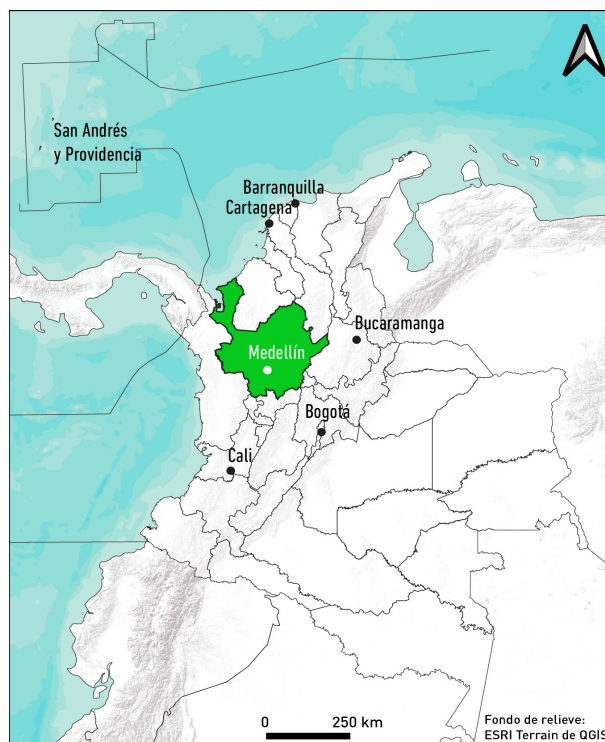 San Andrés
y Providencia
Barranquilla
Cartagena
Bucaramanga
Medellín
Bogotá
Cali
0 250 km
Fondo de relieve:
ESRI Terrain de QGIS